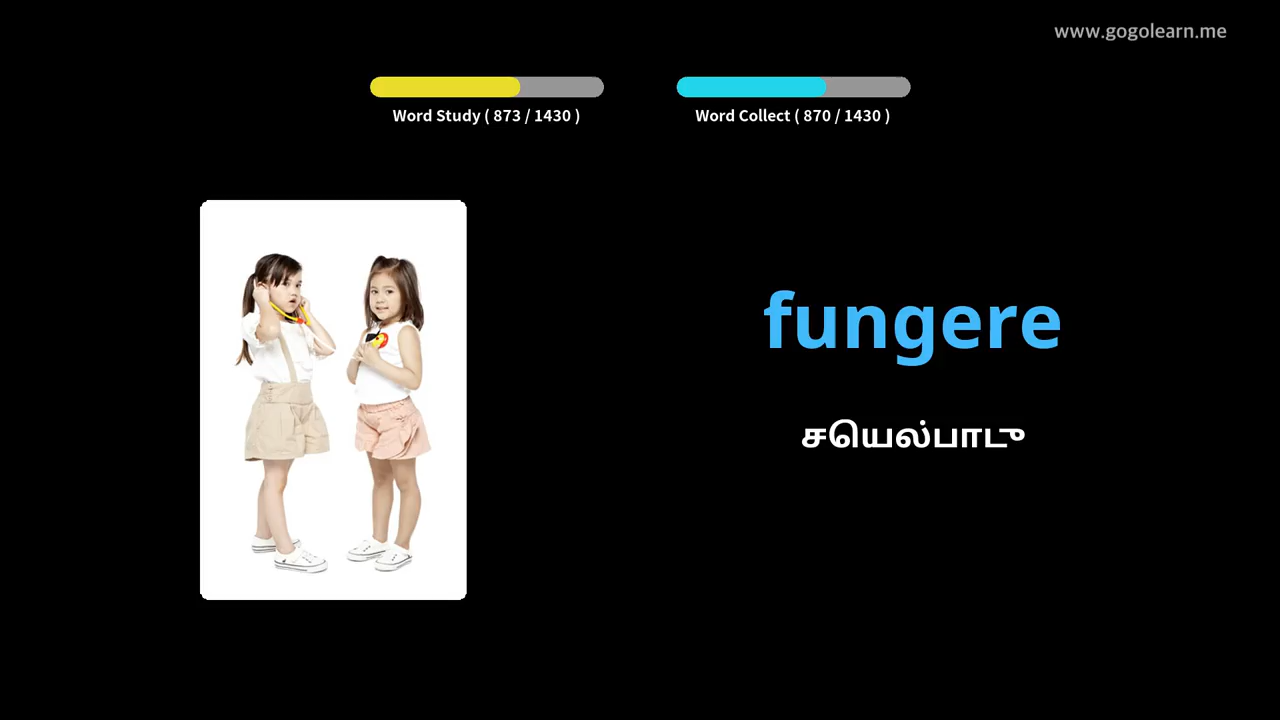 www.gogolearn.me
Word Study ( 873 / 1430 )
Word Collect ( 870 / 1430 )
fungere
சயெல்பாடு